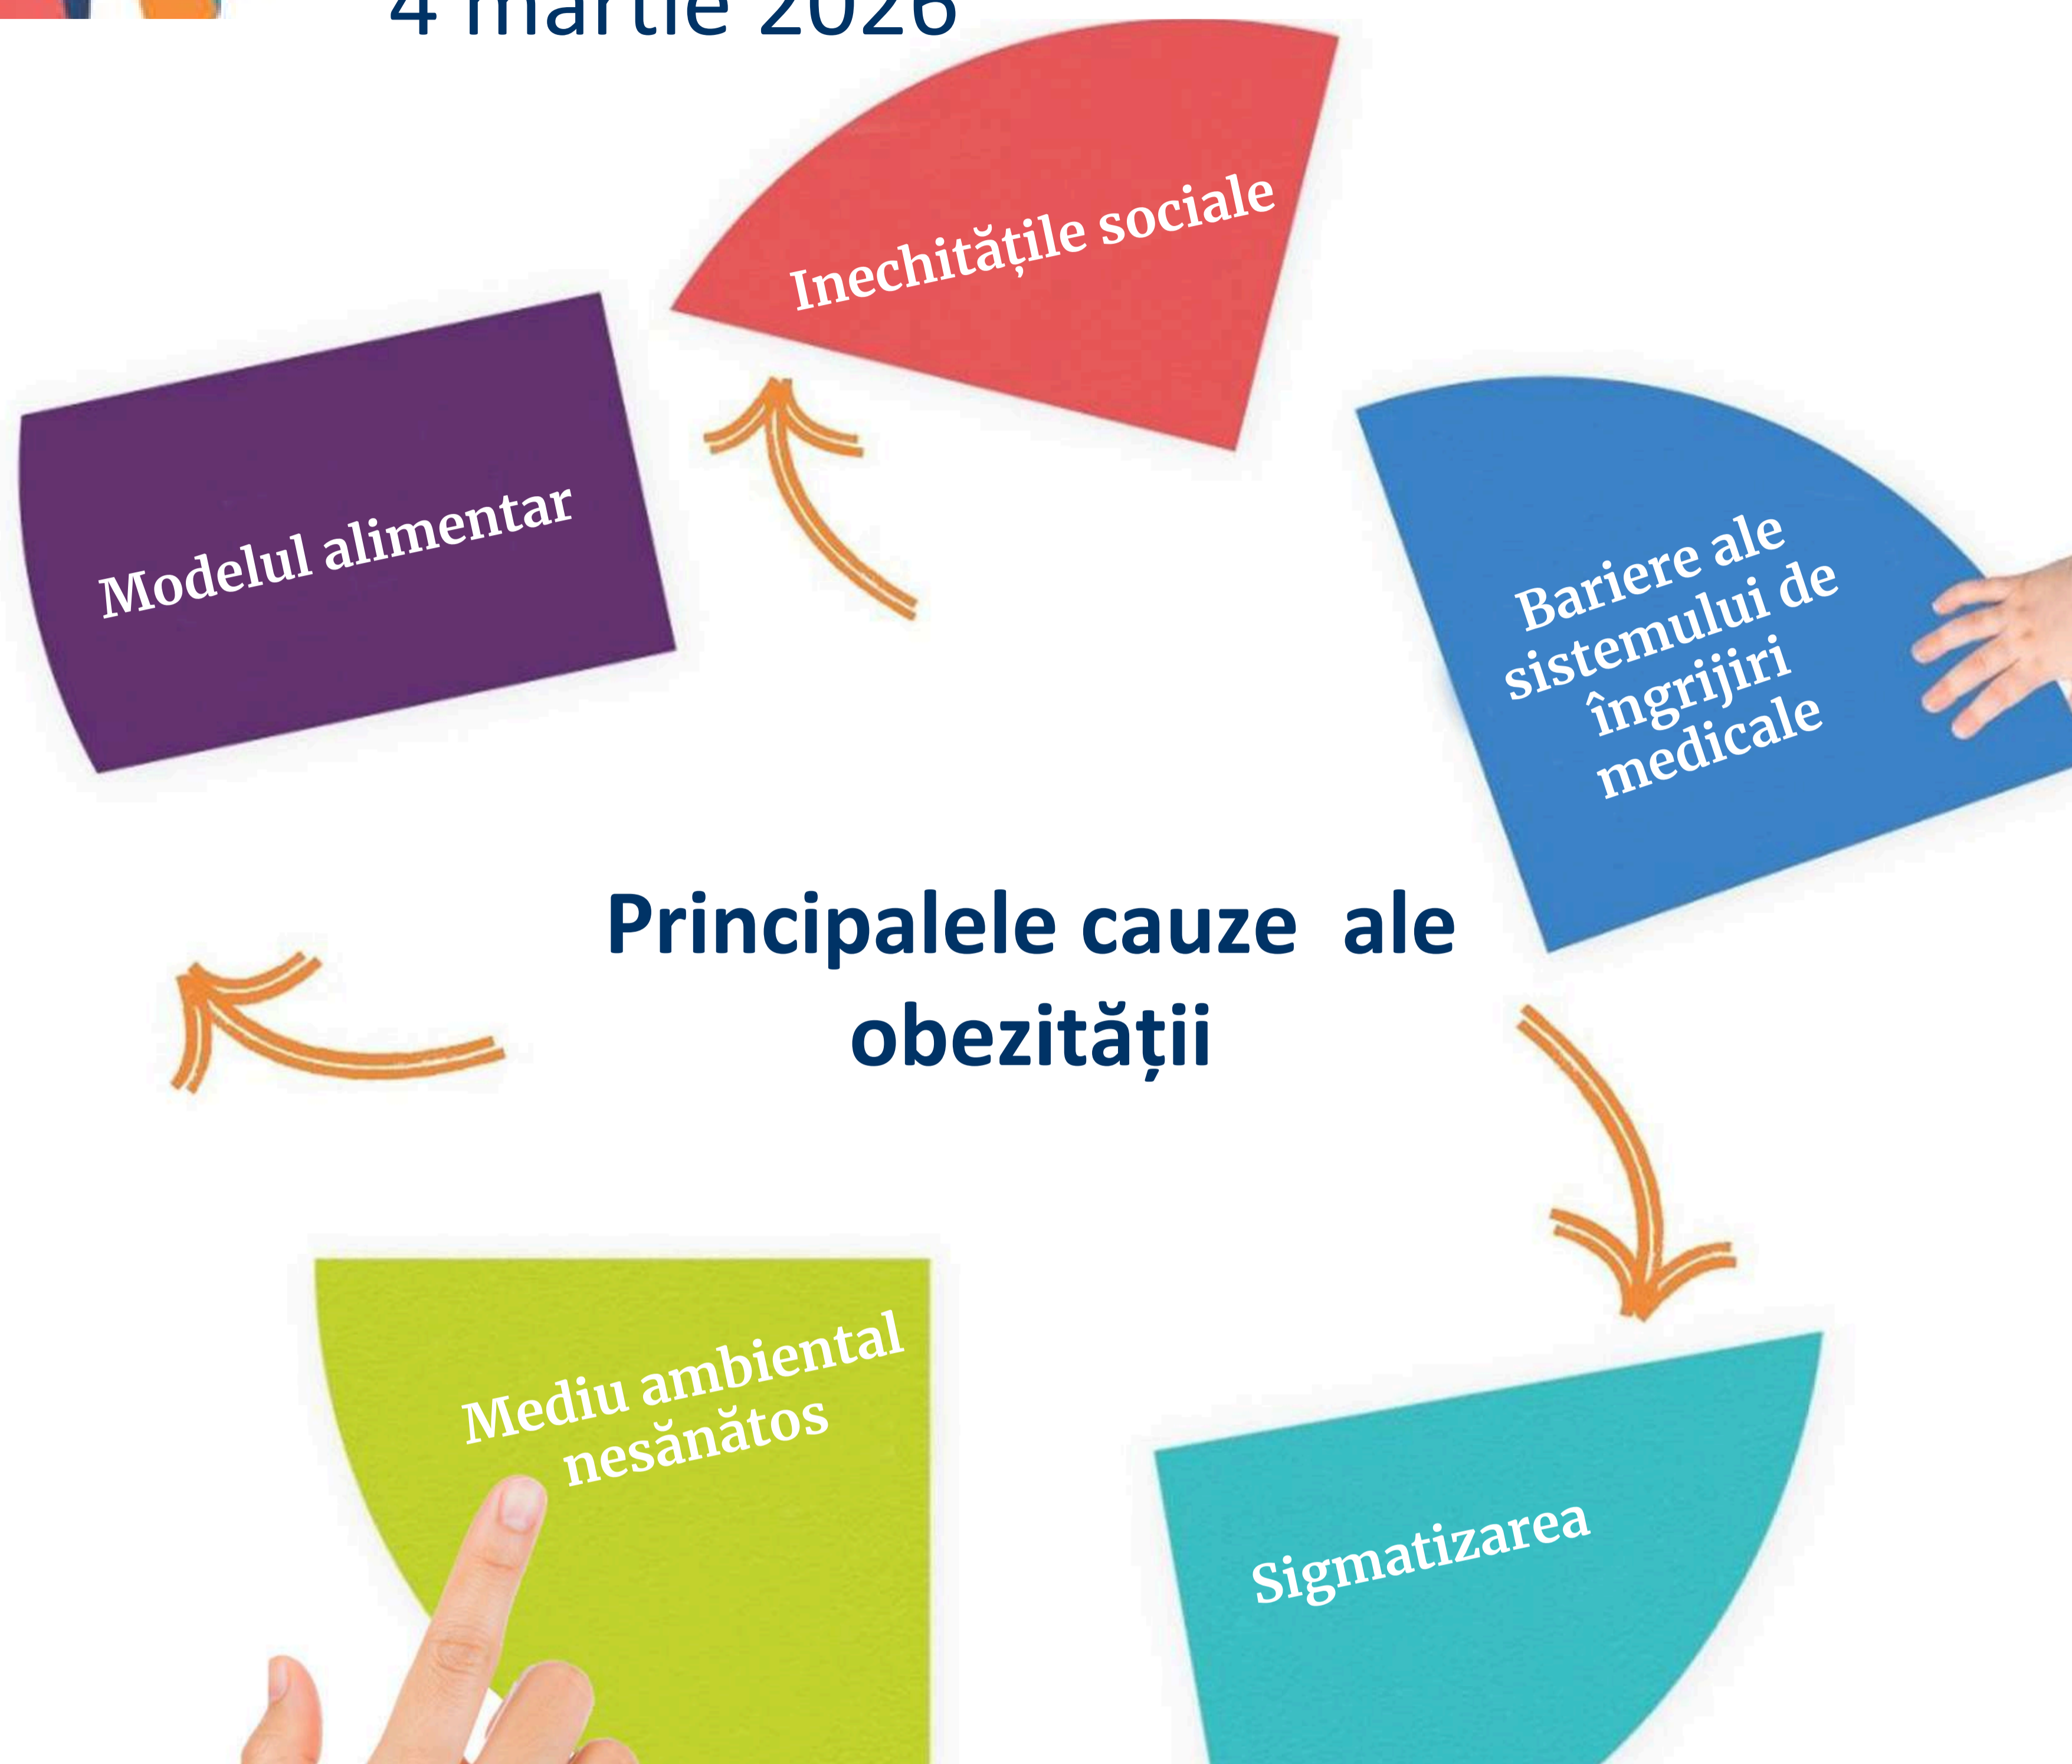 4 martie 2026
Inechitățile sociale
Modelul alimentar
Bariere ale
sistemului de
îngrijiri
medicale
Principalele cauze  ale
obezității
Mediu ambiental
nesănătos
Sigmatizarea